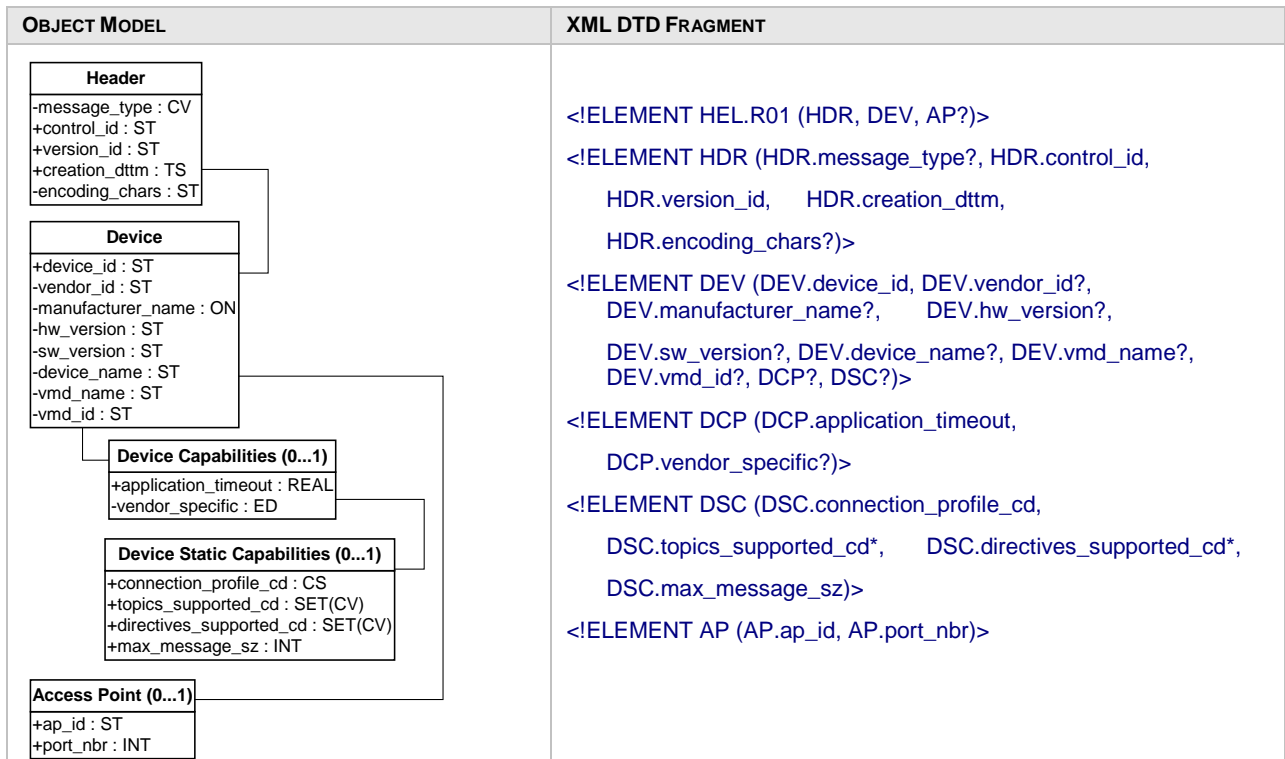 OBJECT MODEL
Header
-message_type : CV
+control_id : ST
+version_id : ST
+creation_dttm : TS
-encoding_chars : ST
Device
+device_id : ST
-vendor_id : ST
-manufacturer_name : ON
-hw_version : ST
-sw_version : ST
-device_name : ST
-vmd_name : ST
-vmd_id : ST
Device Capabilities (0...1)
+application_timeout : REAL
-vendor_specific : ED
Device Static Capabilities (0...1)
+connection_profile_cd : CS
+topics_supported_cd : SET(CV)
+directives_supported_cd : SET(CV)
+max_message_sz : INT
Access Point (0...1)
+ap_id : ST
+port_nbr : INT
XML DTD FRAGMENT
<!ELEMENT HEL.R01 (HDR, DEV, AP?)>
<!ELEMENT HDR (HDR.message_type?, HDR.control_id,
HDR.version_id, HDR.creation_dttm,
HDR.encoding_chars?)>
<!ELEMENT DEV (DEV.device_id, DEV.vendor_id?,
DEV.manufacturer_name?, DEV.hw_version?,
DEV.sw_version?, DEV.device_name?, DEV.vmd_name?,
DEV.vmd_id?, DCP?, DSC?)>
<!ELEMENT DCP (DCP.application_timeout,
DCP.vendor_specific?)>
<!ELEMENT DSC (DSC.connection_profile_cd,
DSC.topics_supported_cd*, DSC.directives_supported_cd*,
DSC.max_message_sz)>
<!ELEMENT AP (AP.ap_id, AP.port_nbr)>